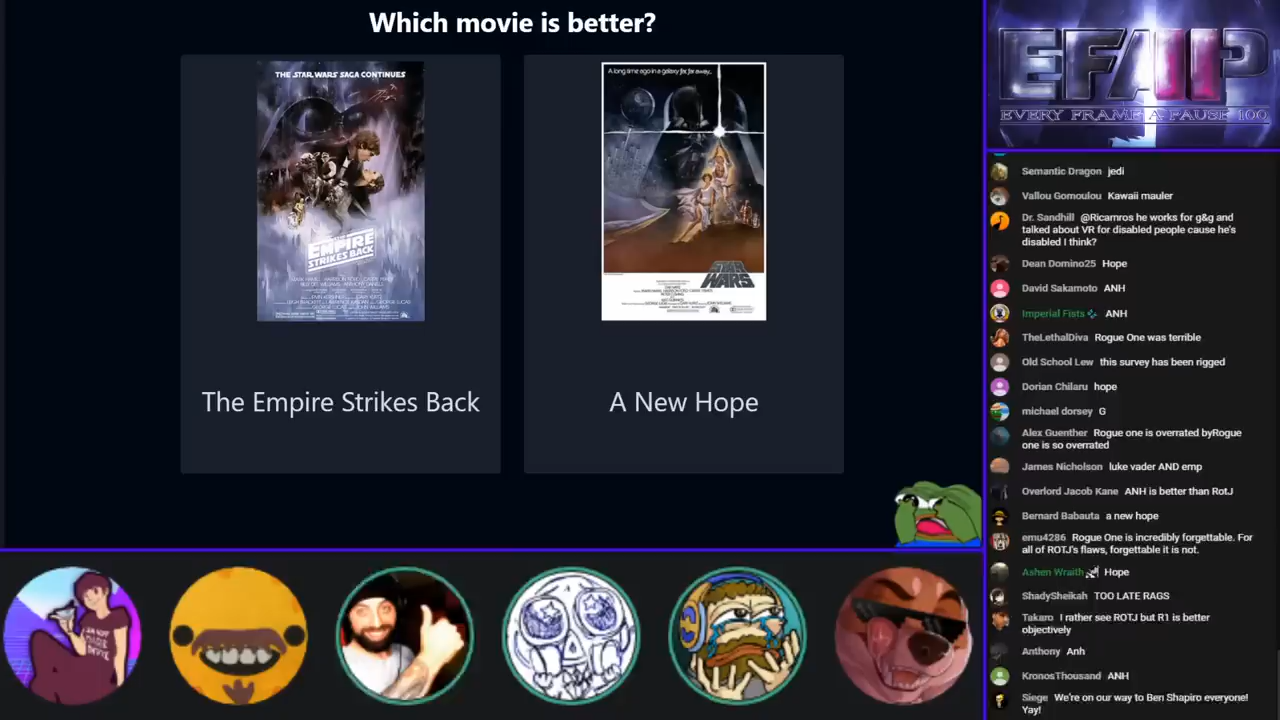 Which movie is better?
THE STAR WARS SAGA CONTINUES
THE
EMPIRE
STRIKES BACK
A long time ago in a galaxy far, far away...
STAR
WARS
The Empire Strikes Back
A New Hope
EFAP
EVERY FRAME A PAUSE 100
Semantic Dragon jedi
Vallou Gomoulou Kawaii mauler
Dr. Sandhill @Ricarnros he works for g&g and
talked about VR for disabled people cause he's
disabled I think?
Dean Domino25 Hope
David Sakamoto ANH
Imperial Fists ANH
TheLethalDiva Rogue One was terrible
Old School Lew this survey has been rigged
Dorian Chilaru hope
michael dorsey G
Alex Guenther Rogue one is overrated byRogue
one is so overrated
James Nicholson luke vader AND emp
Overlord Jacob Kane ANH is better than RotJ
Bernard Babauta a new hope
emu4286 Rogue One is incredibly forgettable. For
all of ROTJ's flaws, forgettable it is not.
Ashen Wraith Hope
ShadySheikah TOO LATE RAGS
Takaro I rather see ROTJ but R1 is better
objectively
Anthony Anh
KronosThousand ANH
Siege We're on our way to Ben Shapiro everyone!
Yay!